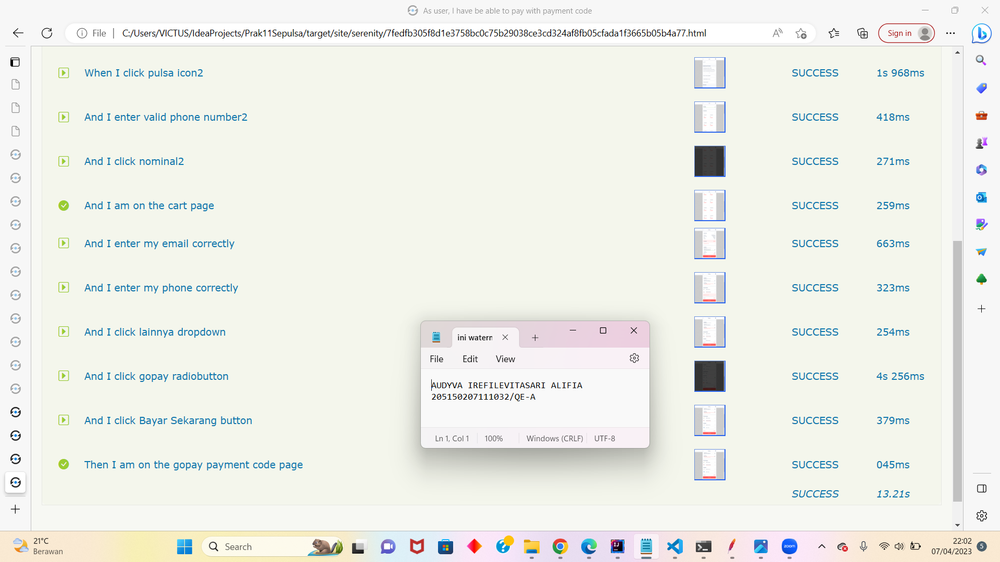 As user, I have be able to pay with payment code
File
C:/Users/VICTUS/IdeaProjects/Prak11Sepulsa/target/site/serenity/7fedfb305f8d1e3758bc0c75b29038ce3cd324af8fb05cfada1f3665b05b4a77.html
Sign in
When I click pulsa icon2 SUCCESS 1s 968ms
And I enter valid phone number2 SUCCESS 418ms
And I click nominal2 SUCCESS 271ms
And I am on the cart page SUCCESS 259ms
And I enter my email correctly SUCCESS 663ms
And I enter my phone correctly SUCCESS 323ms
And I click lainnya dropdown SUCCESS 254ms
And I click gopay radiobutton SUCCESS 4s 256ms
And I click Bayar Sekarang button SUCCESS 379ms
Then I am on the gopay payment code page SUCCESS 045ms
SUCCESS 13.21s
ini watern
File Edit View
AUDYVA IREFILEVITASARI ALIFIA
205150207111032/QE-A
Ln 1, Col 1 100% Windows (CRLF) UTF-8
21°C
Berawan
Search
zoom
22:02
07/04/2023
5